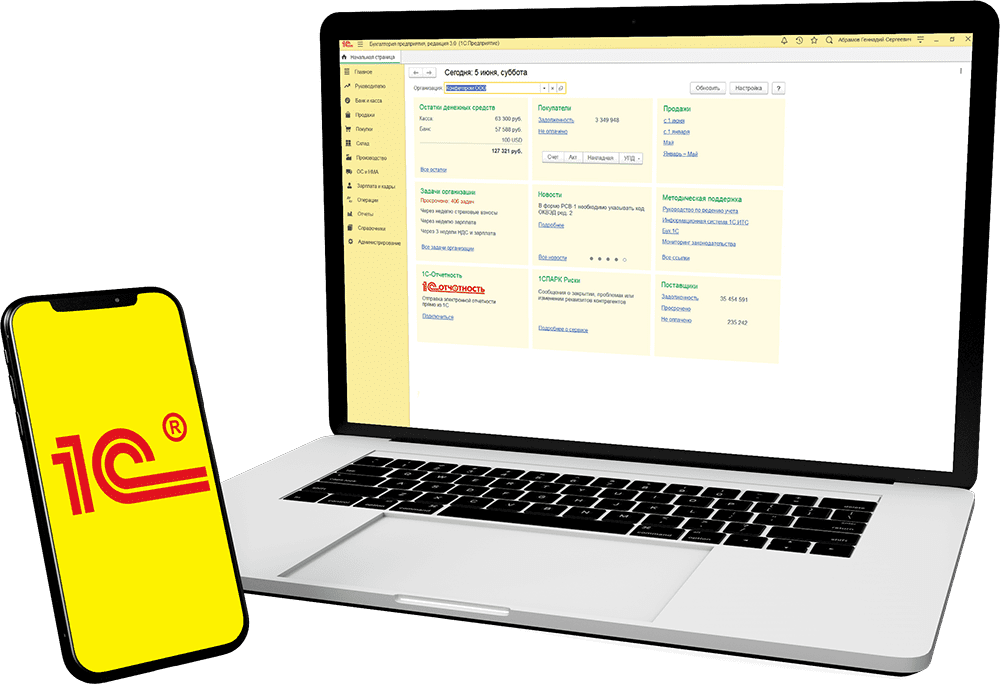 1С ®
1С Бухгалтерия предприятия, редакция 3.0 (1С:Предприятие)
Абрамов Геннадий Сергеевич
Начальная страница
Главное
Руководителю
Банк и касса
Продажи
Покупки
Склад
Производство
ОС и НМА
Зарплата и кадры
Операции
Отчеты
Справочники
Администрирование
Сегодня: 5 июня, суббота
Организация:
Обновить
Настройка
?
Остатки денежных средств
Касса 63 300 руб.
Банк 57 588 руб.
100 USD
127 321 руб.
Все остатки
Покупатели
Задолженность 3 349 948
Не оплачено
Счет Акт Накладная УПД
Продажи
с 1 июня
с 1 января
Май
Январь – Май
Задачи организации
Просрочено: 406 задач
Через неделю страховые взносы
Через неделю зарплата
Через 3 недели НДС и зарплата
Все задачи организации
Новости
В форме РСВ-1 необходимо указывать код
ОКВЭД ред. 2
Подробнее
Все новости
Методическая поддержка
Руководство по ведению учета
Информационная система 1С:ИТС
Бух.1С
Мониторинг законодательства
Все ссылки
1С-Отчетность
1С ОТЧЕТНОСТЬ
Отправка электронной отчетности
прямо из 1С
Подключиться
1СПАРК Риски
Сообщения о закрытии, проблемах или
изменении реквизитов контрагентов
Подробнее о сервисе
Поставщики
Задолженность 35 454 591
Просрочено
Не оплачено 235 242
command
option
delete
return
shift